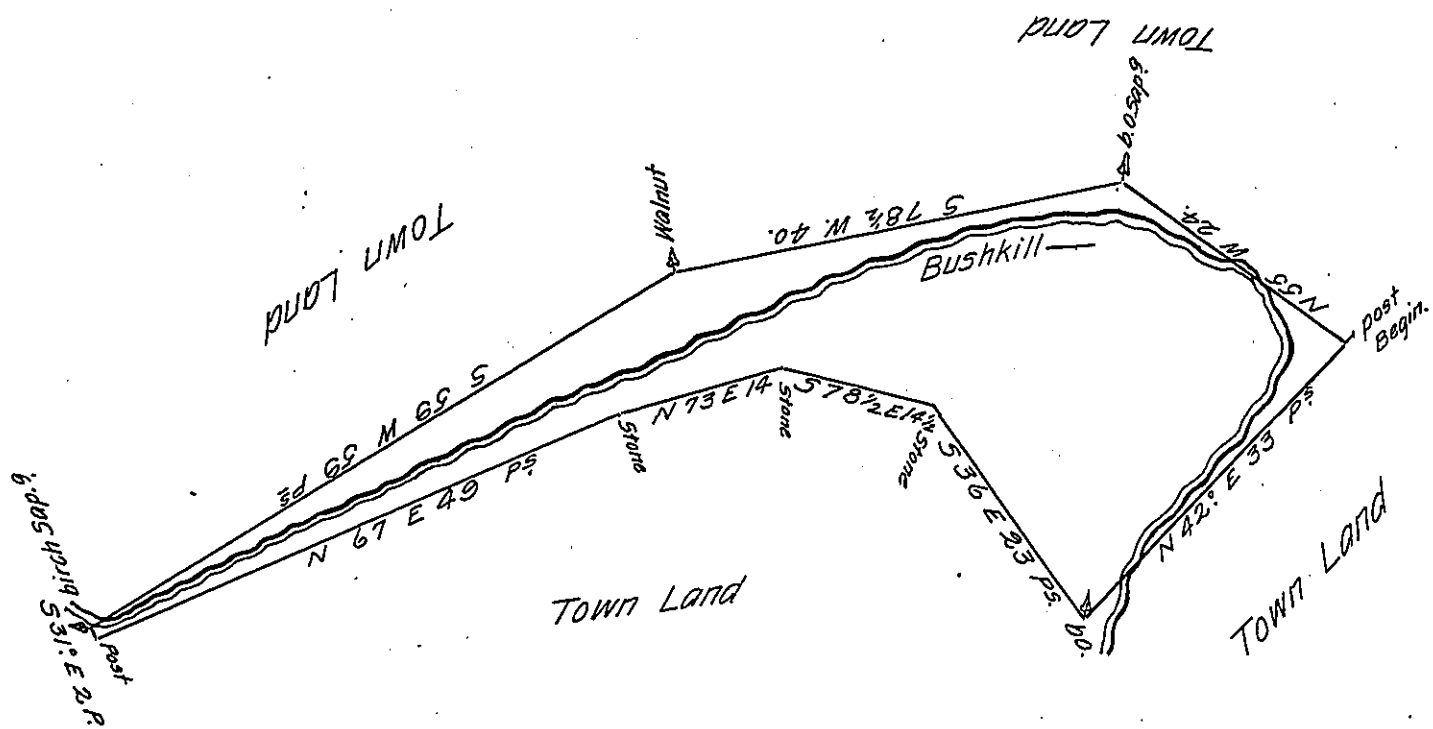 Town Land
b.o. sap.g.
Walnut
Town Land
S 78½ W. 40.
Bushkill
N 55 W 24.
post
Begin.
S 59 W 59 Ps
N 73 E 14
S 78½ E 14½
Stone
Stone
Stone
S 36 E 23 Ps.
N 42° E 33 Ps
N 67 E 49 Ps.
birch Sap.g.
S 31° E 2 P.
Post
Town Land
b.o.
Town Land